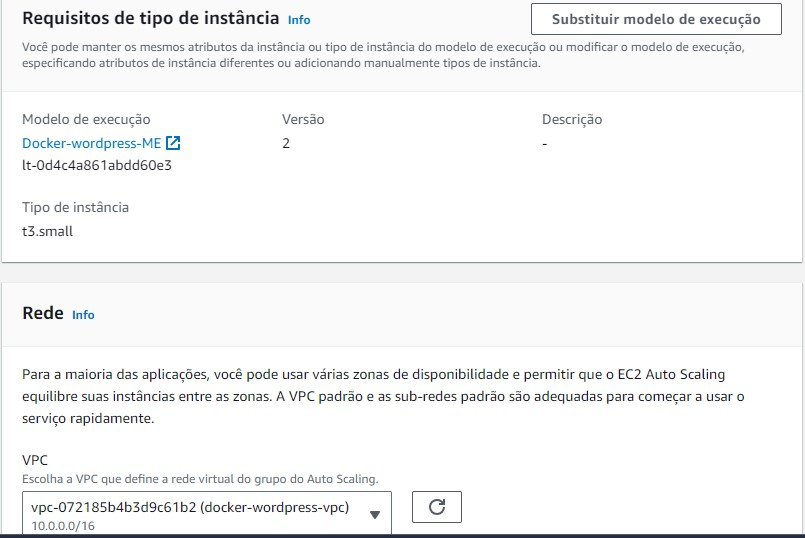 Requisitos de tipo de instância Info
Substituir modelo de execução
Você pode manter os mesmos atributos da instância ou tipo de instância do modelo de execução ou modificar o modelo de execução,
especificando atributos de instância diferentes ou adicionando manualmente tipos de instância.
Modelo de execução
Docker-wordpress-ME
lt-0d4c4a861abdd60e3
Versão
2
Descrição
-
Tipo de instância
t3.small
Rede Info
Para a maioria das aplicações, você pode usar várias zonas de disponibilidade e permitir que o EC2 Auto Scaling
equilibre suas instâncias entre as zonas. A VPC padrão e as sub-redes padrão são adequadas para começar a usar o
serviço rapidamente.
VPC
Escolha a VPC que define a rede virtual do grupo do Auto Scaling.
vpc-072185b4b3d9c61b2 (docker-wordpress-vpc)
10.0.0.0/16